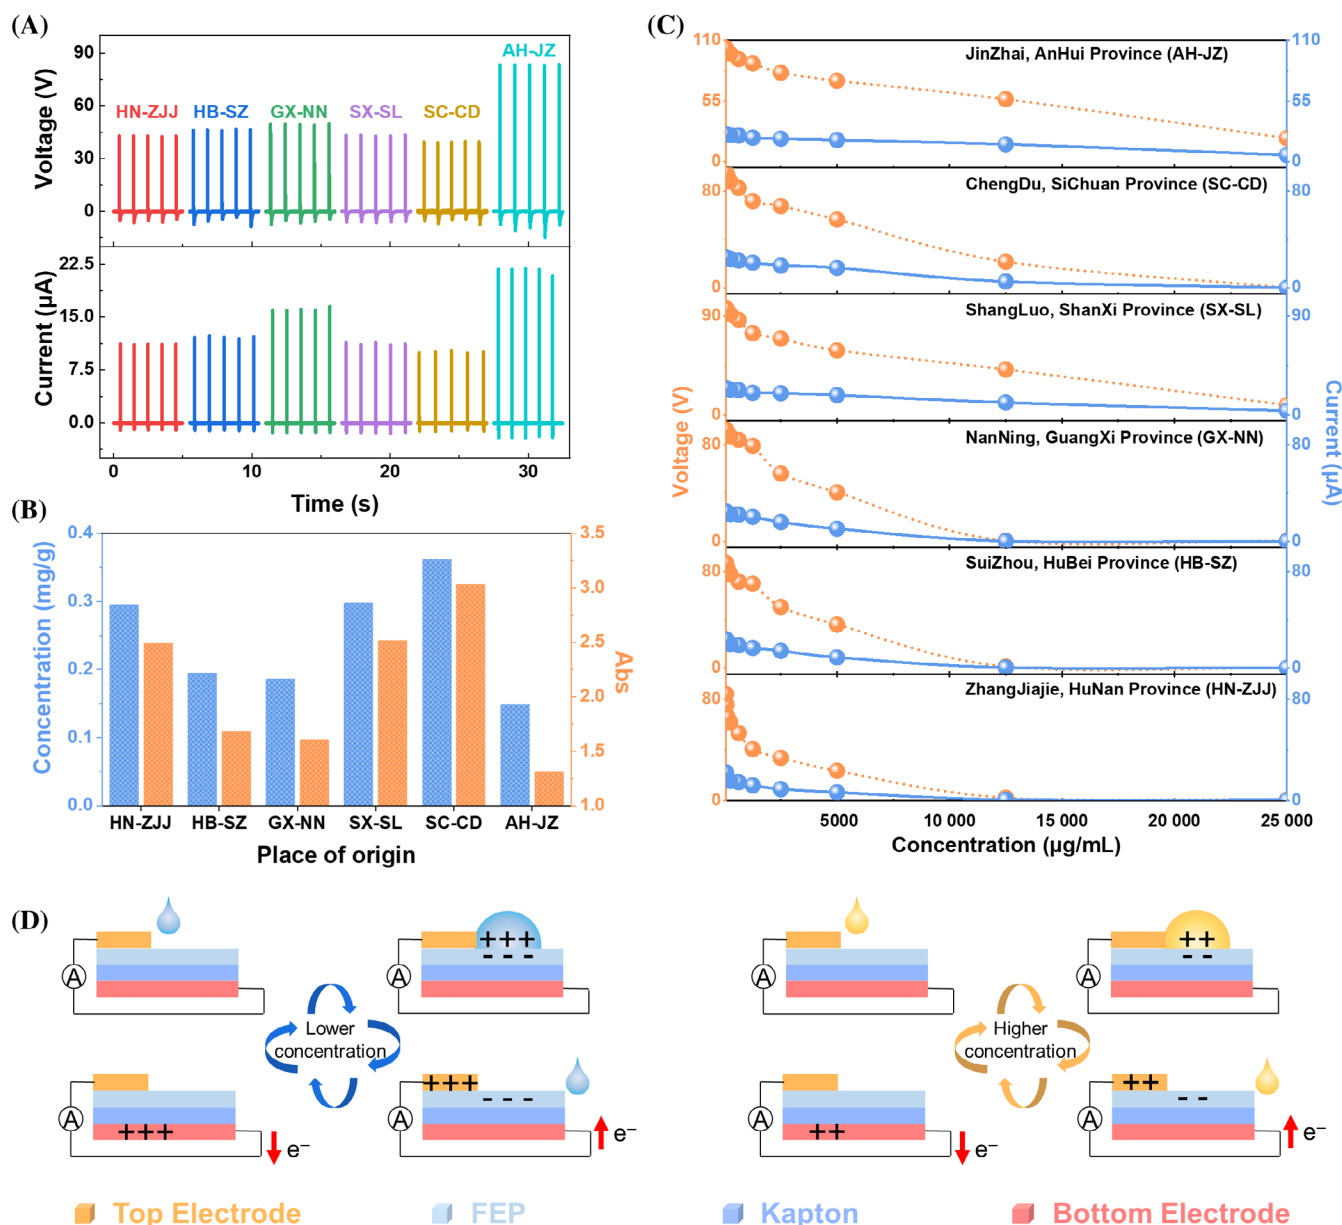 (A)
90
60
30
0
Voltage (V)
HN-ZJJ
HB-SZ
GX-NN
SX-SL
SC-CD
AH-JZ
22.5
15.0
7.5
0.0
Current (μA)
0
10
20
30
Time (s)
(B)
0.4
0.3
0.2
0.1
0.0
Concentration (mg/g)
3.5
3.0
2.5
2.0
1.5
1.0
Abs
HN-ZJJ
HB-SZ
GX-NN
SX-SL
SC-CD
AH-JZ
Place of origin
(C)
110
55
0
JinZhai, AnHui Province (AH-JZ)
110
55
0
80
0
ChengDu, SiChuan Province (SC-CD)
80
0
90
0
ShangLuo, ShanXi Province (SX-SL)
90
0
80
0
NanNing, GuangXi Province (GX-NN)
80
0
80
0
SuiZhou, HuBei Province (HB-SZ)
80
0
80
0
ZhangJiajie, HuNan Province (HN-ZJJ)
80
0
Voltage (V)
Current (μA)
5000
10 000
15 000
20 000
25 000
Concentration (μg/mL)
(D)
A
A
+++
- - -
Lower
concentration
A
+++
e−
A
+++
- - -
e−
A
A
++
- -
Higher
concentration
A
++
e−
A
++
- -
e−
Top Electrode
FEP
Kapton
Bottom Electrode